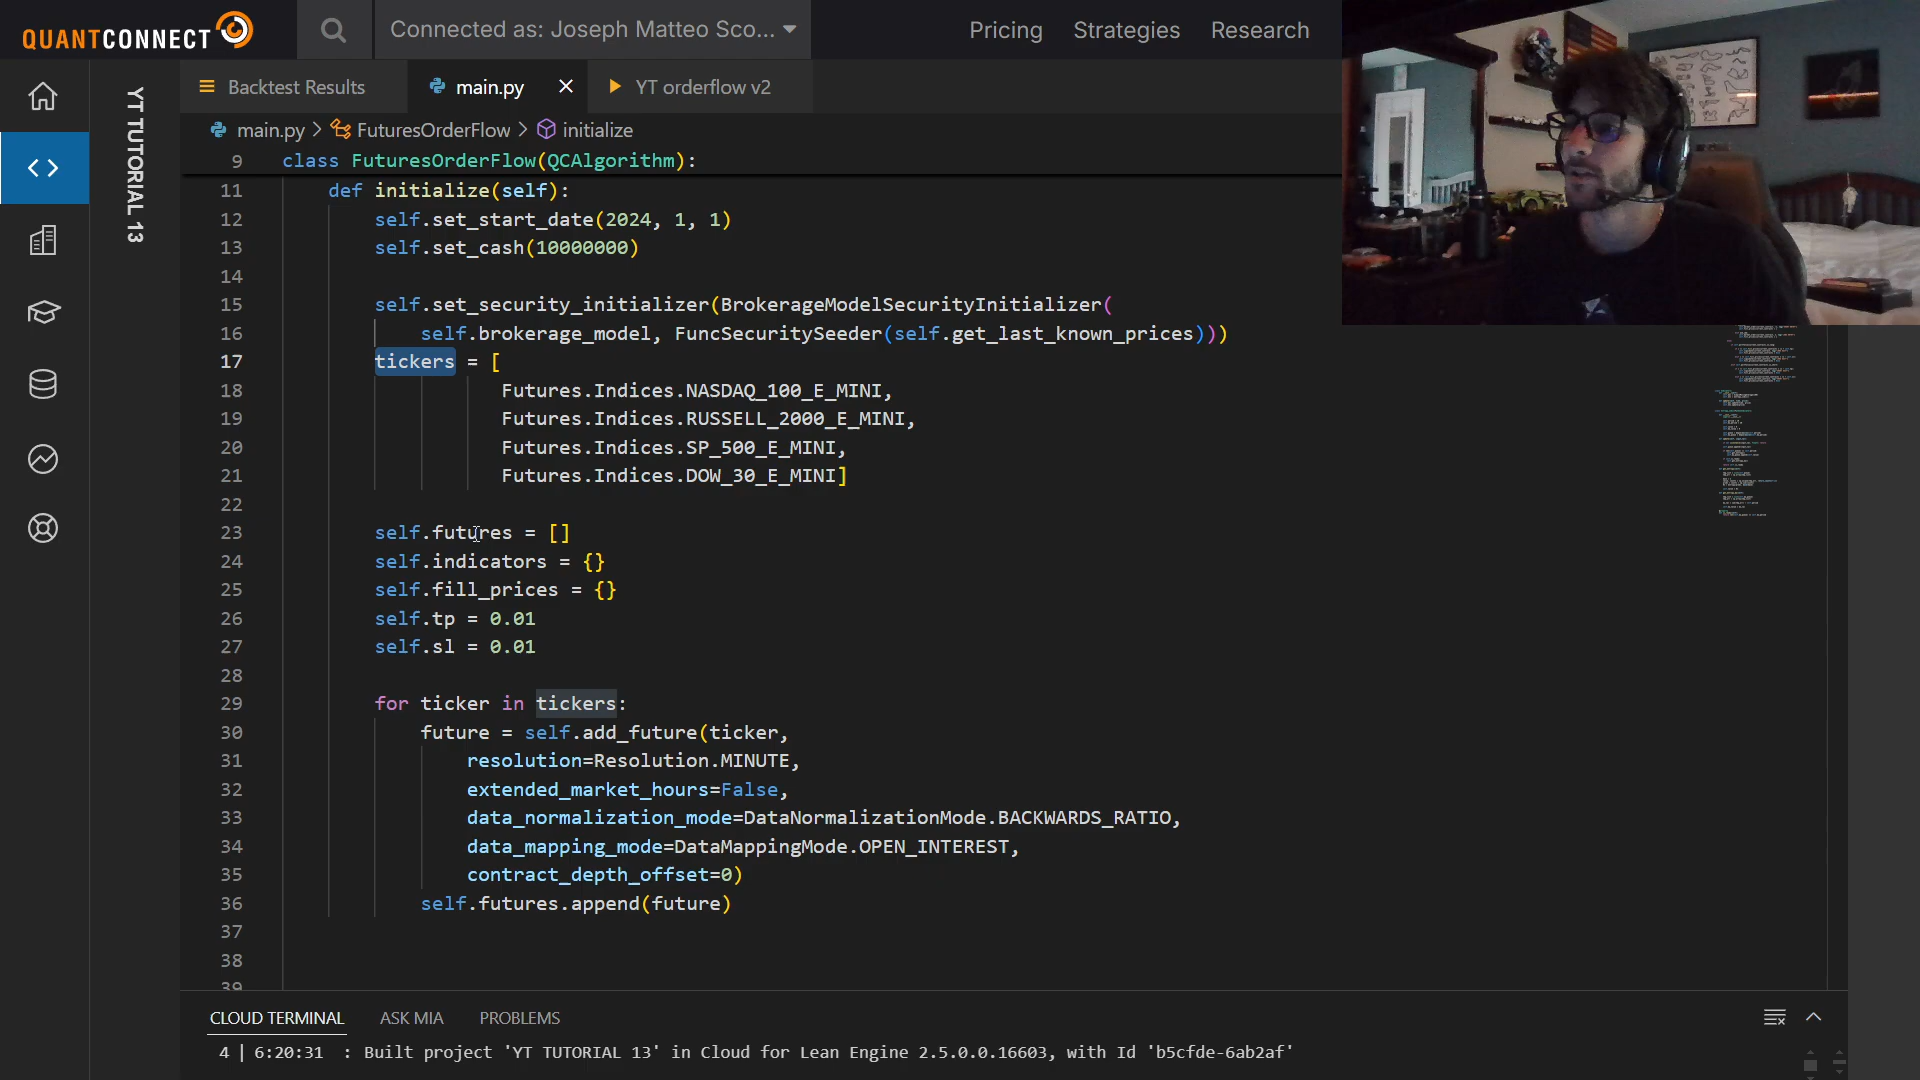 QUANTCONNECT
Connected as: Joseph Matteo Sco...
Pricing
Strategies
Research
YT TUTORIAL 13
Backtest Results
main.py
YT orderflow v2
main.py > FuturesOrderFlow > initialize
9 class FuturesOrderFlow(QCAlgorithm):
11 def initialize(self):
12 self.set_start_date(2024, 1, 1)
13 self.set_cash(10000000)
14
15 self.set_security_initializer(BrokerageModelSecurityInitializer(
16 self.brokerage_model, FuncSecuritySeeder(self.get_last_known_prices)))
17 tickers = [
18 Futures.Indices.NASDAQ_100_E_MINI,
19 Futures.Indices.RUSSELL_2000_E_MINI,
20 Futures.Indices.SP_500_E_MINI,
21 Futures.Indices.DOW_30_E_MINI]
22
23 self.futures = []
24 self.indicators = {}
25 self.fill_prices = {}
26 self.tp = 0.01
27 self.sl = 0.01
28
29 for ticker in tickers:
30 future = self.add_future(ticker,
31 resolution=Resolution.MINUTE,
32 extended_market_hours=False,
33 data_normalization_mode=DataNormalizationMode.BACKWARDS_RATIO,
34 data_mapping_mode=DataMappingMode.OPEN_INTEREST,
35 contract_depth_offset=0)
36 self.futures.append(future)
37
38
39
CLOUD TERMINAL
ASK MIA
PROBLEMS
4 | 6:20:31 : Built project 'YT TUTORIAL 13' in Cloud for Lean Engine 2.5.0.0.16603, with Id 'b5cfde-6ab2af'